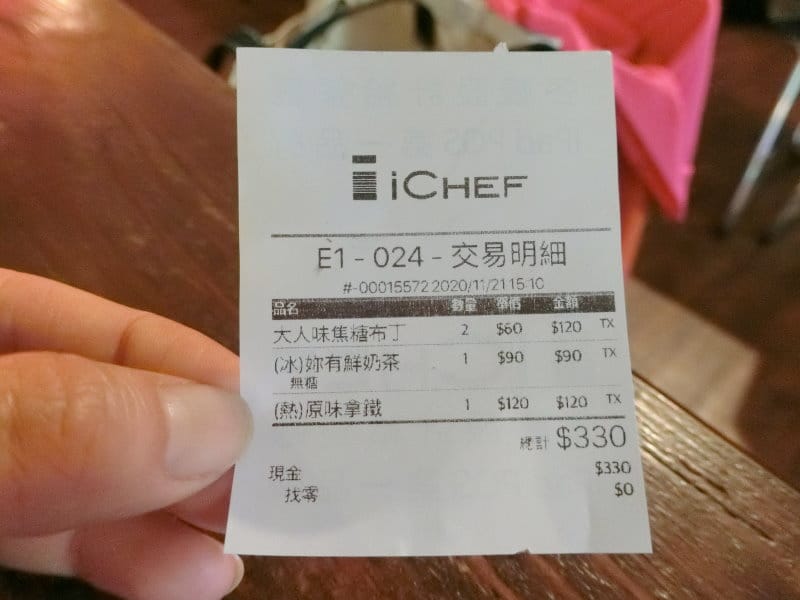 iCHEF
E1 - 024 - 交易明細
#-00015572 2020/11/21 15:10
品名 數量 單價 金額
大人味焦糖布丁 2 $60 $120 TX
(冰)妳有鮮奶茶 1 $90 $90 TX
無糖
(熱)原味拿鐵 1 $120 $120 TX
總計 $330
現金 $330
找零 $0